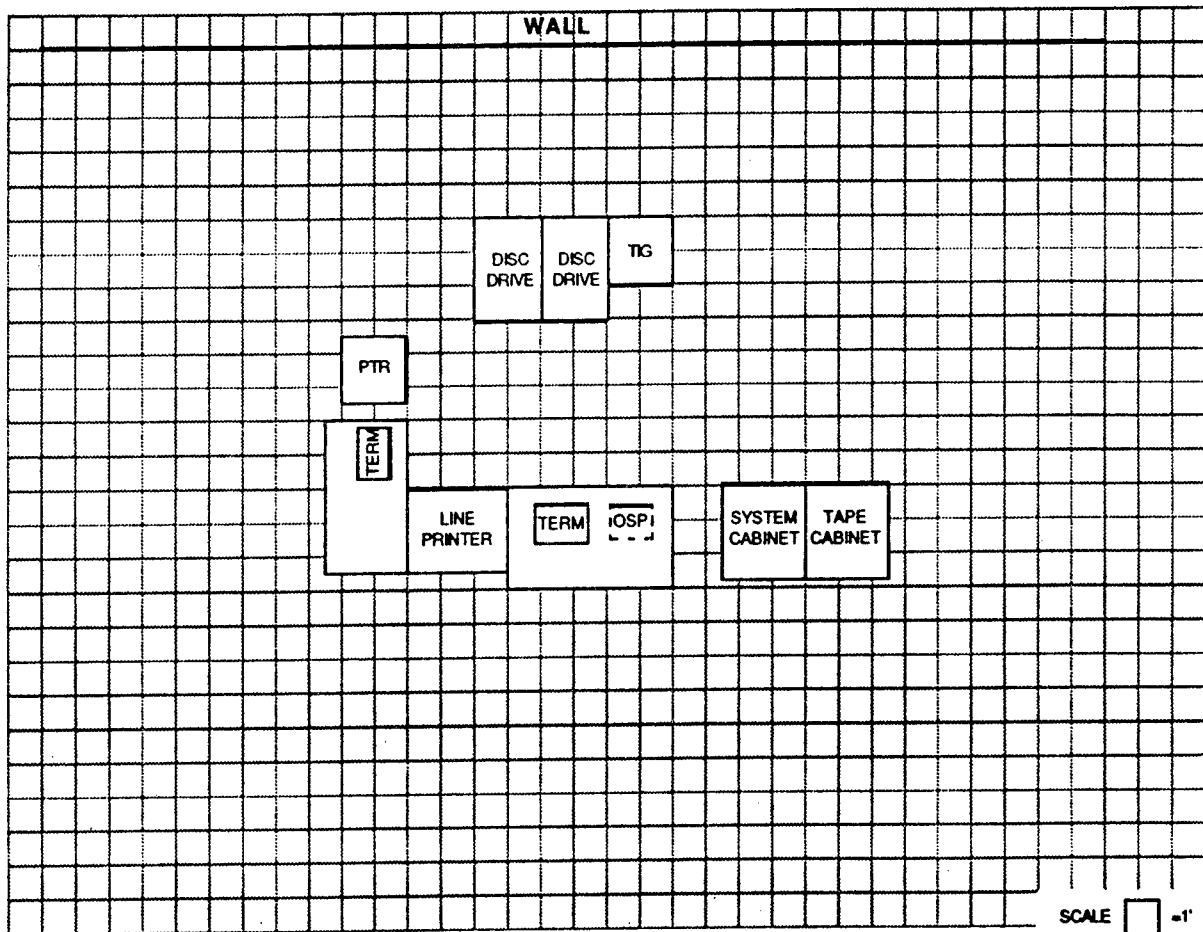 WALL
DISC
DRIVE
DISC
DRIVE
TIG
PTR
TERM
LINE
PRINTER
TERM
OSP
SYSTEM
CABINET
TAPE
CABINET
SCALE =1'